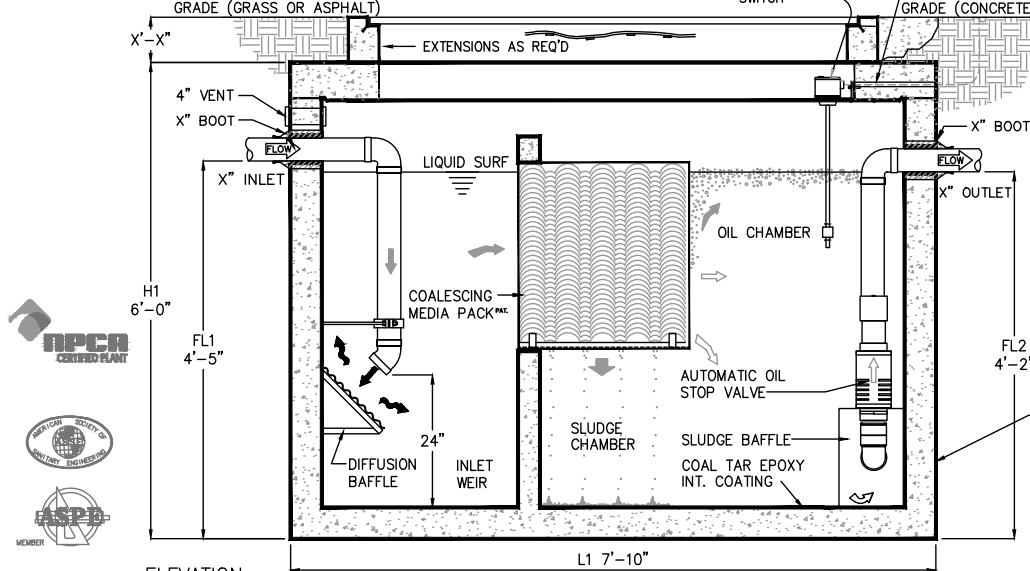 GRADE (GRASS OR ASPHALT)
SWITCH
GRADE (CONCRETE
X'-X"
EXTENSIONS AS REQ'D
4" VENT
X" BOOT
FLOW
X" INLET
LIQUID SURF
X" BOOT
FLOW
X" OUTLET
OIL CHAMBER
H1
6'-0"
COALESCING
MEDIA PACK PAT.
NPCA
CERTIFIED PLANT
FL1
4'-5"
FL2
4'-2"
AUTOMATIC OIL
STOP VALVE
24"
SLUDGE
CHAMBER
SLUDGE BAFFLE
AMERICAN SOCIETY OF
SANITARY ENGINEERING
DIFFUSION
BAFFLE
INLET
WEIR
COAL TAR EPOXY
INT. COATING
ASPE
MEMBER
L1 7'-10"
ELEVATION